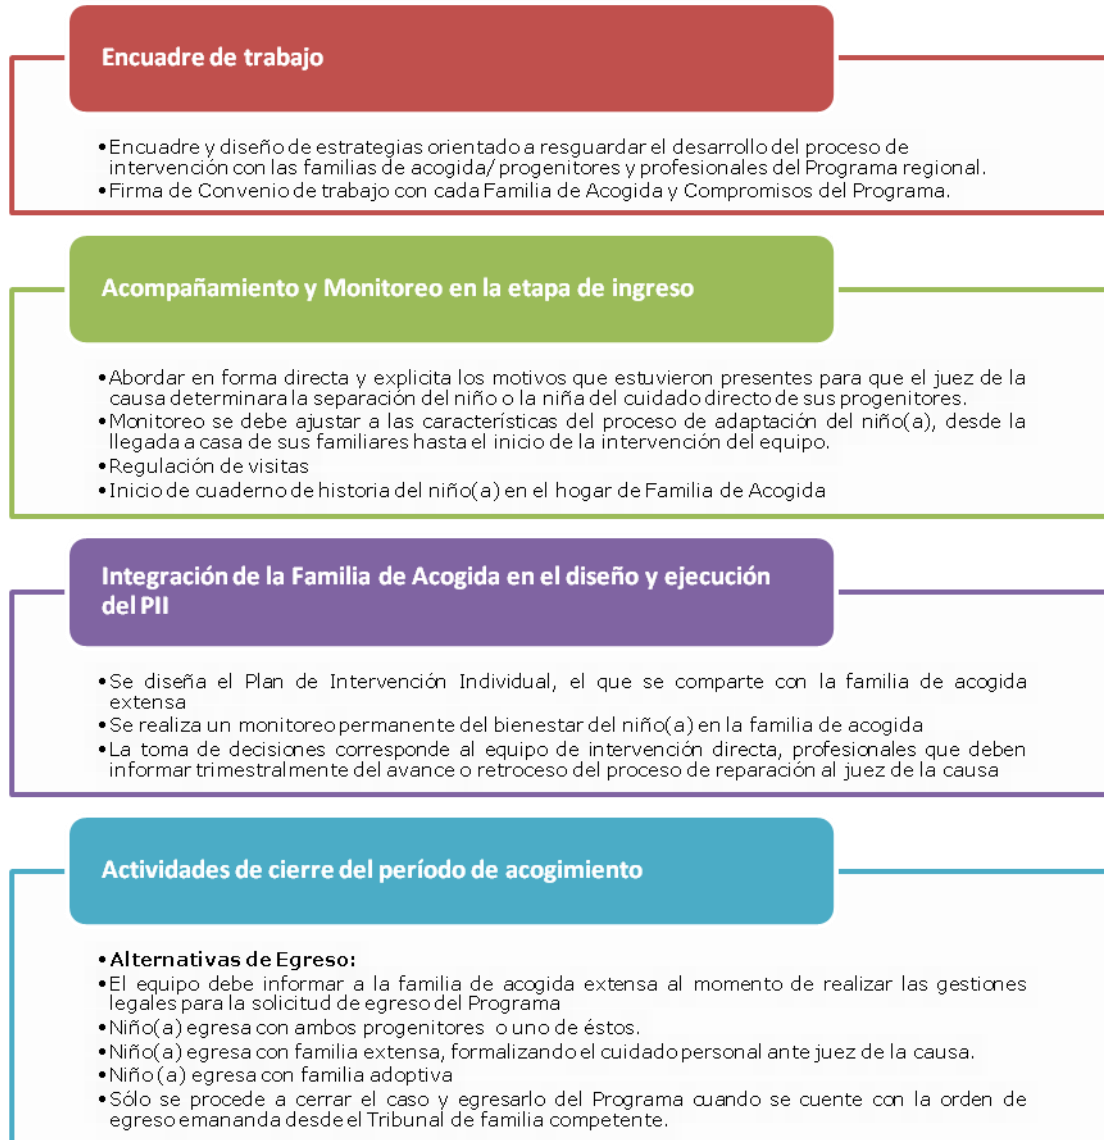 Encuadre de trabajo
•Encuadre y diseño de estrategias orientado a resguardar el desarrollo del proceso de
intervención con las familias de acogida/ progenitores y profesionales del Programa regional.
•Firma de Convenio de trabajo con cada Familia de Acogida y Compromisos del Programa.
Acompañamiento y Monitoreo en la etapa de ingreso
•Abordar en forma directa y explicita los motivos que estuvieron presentes para que el juez de la
causa determinara la separación del niño o la niña del cuidado directo de sus progenitores.
•Monitoreo se debe ajustar a las características del proceso de adaptación del niño(a), desde la
llegada a casa de sus familiares hasta el inicio de la intervención del equipo.
•Regulación de visitas
•Inicio de cuaderno de historia del niño(a) en el hogar de Familia de Acogida
Integración de la Familia de Acogida en el diseño y ejecución
del PII
•Se diseña el Plan de Intervención Individual, el que se comparte con la familia de acogida
extensa
•Se realiza un monitoreo permanente del bienestar del niño(a) en la familia de acogida
•La toma de decisiones corresponde al equipo de intervención directa, profesionales que deben
informar trimestralmente del avance o retroceso del proceso de reparación al juez de la causa
Actividades de cierre del período de acogimiento
•Alternativas de Egreso:
•El equipo debe informar a la familia de acogida extensa al momento de realizar las gestiones
legales para la solicitud de egreso del Programa
•Niño(a) egresa con ambos progenitores o uno de éstos.
•Niño(a) egresa con familia extensa, formalizando el cuidado personal ante juez de la causa.
•Niño (a) egresa con familia adoptiva
•Sólo se procede a cerrar el caso y egresarlo del Programa cuando se cuente con la orden de
egreso emananda desde el Tribunal de familia competente.